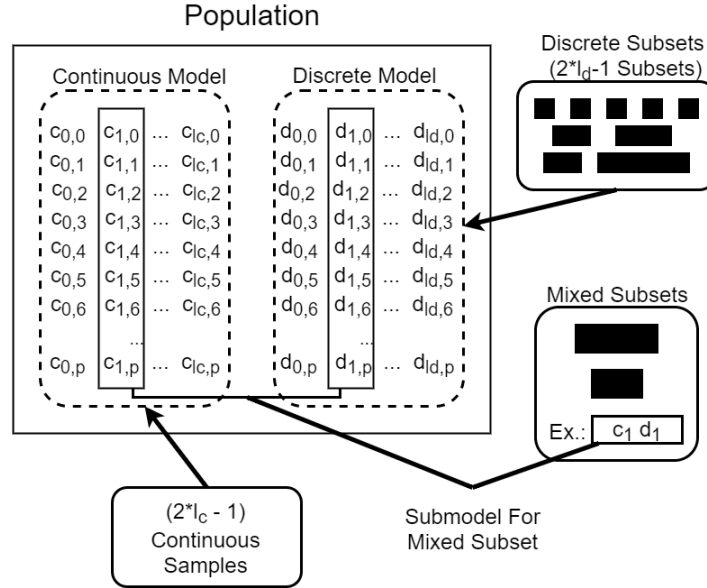 Population
Continuous Model
Discrete Model
c0,0 c1,0 ... clc,0 d0,0 d1,0 ... dld,0
c0,1 c1,1 ... clc,1 d0,1 d1,1 ... dld,1
c0,2 c1,2 ... clc,2 d0,2 d1,2 ... dld,2
c0,3 c1,3 ... clc,3 d0,3 d1,3 ... dld,3
c0,4 c1,4 ... clc,4 d0,4 d1,4 ... dld,4
c0,5 c1,5 ... clc,5 d0,5 d1,5 ... dld,5
c0,6 c1,6 ... clc,6 d0,6 d1,6 ... dld,6
... ...
c0,p c1,p ... clc,p d0,p d1,p ... dld,p
Discrete Subsets
(2*ld-1 Subsets)
Mixed Subsets
Ex.: c1 d1
(2*lc - 1)
Continuous
Samples
Submodel For
Mixed Subset